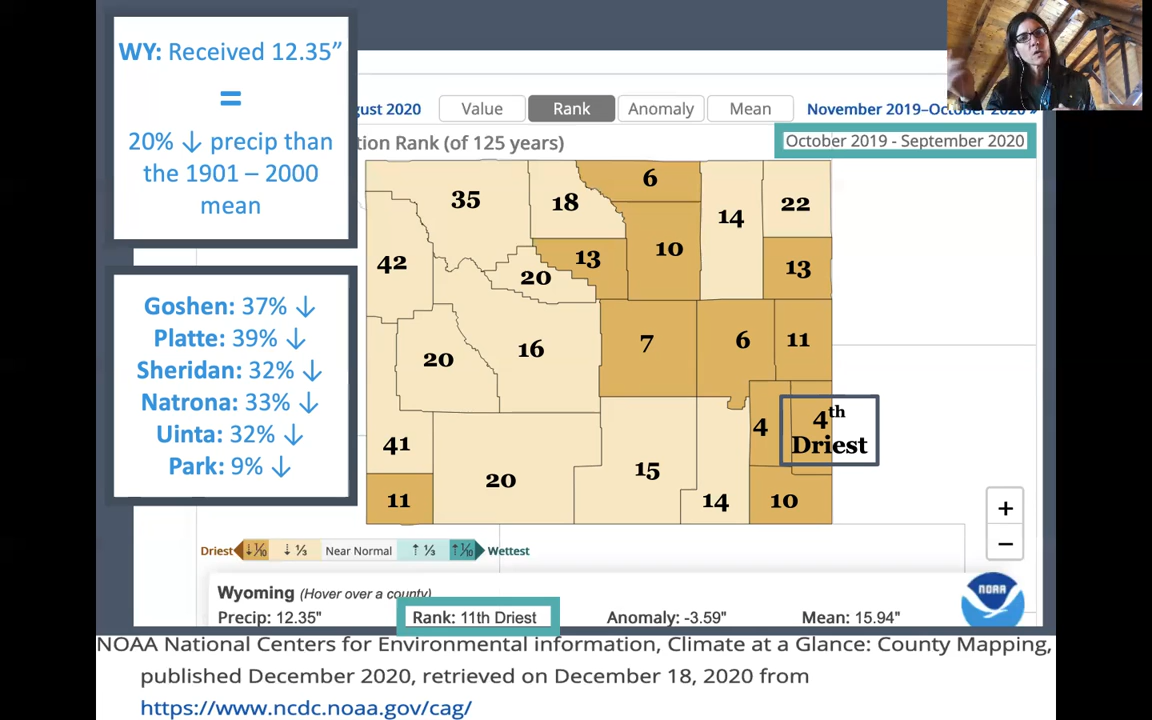 WY: Received 12.35”
=
20% ↓ precip than
the 1901 – 2000
mean
Goshen: 37% ↓
Platte: 39% ↓
Sheridan: 32% ↓
Natrona: 33% ↓
Uinta: 32% ↓
Park: 9% ↓
gust 2020 Value Rank Anomaly Mean November 2019–Octo
tion Rank (of 125 years)
October 2019 - September 2020
35
18
6
14
22
42
20
13
10
13
20
16
7
6
11
41
4
4th
Driest
11
20
15
14
10
+
−
Driest ↓⅒ ↓ ⅓ Near Normal ↑ ⅓ ↑⅒ Wettest
Wyoming (Hover over a county)
Precip: 12.35" Rank: 11th Driest Anomaly: -3.59" Mean: 15.94"
NOAA
NOAA National Centers for Environmental information, Climate at a Glance: County Mapping,
published December 2020, retrieved on December 18, 2020 from
https://www.ncdc.noaa.gov/cag/